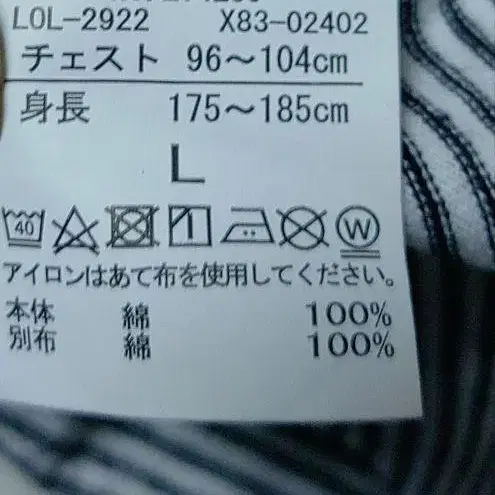 LOL-2922 X83-02402
チェスト 96〜104cm
身長 175〜185cm
L
40 W
アイロンはあて布を使用してください。
本体 綿 100%
別布 綿 100%